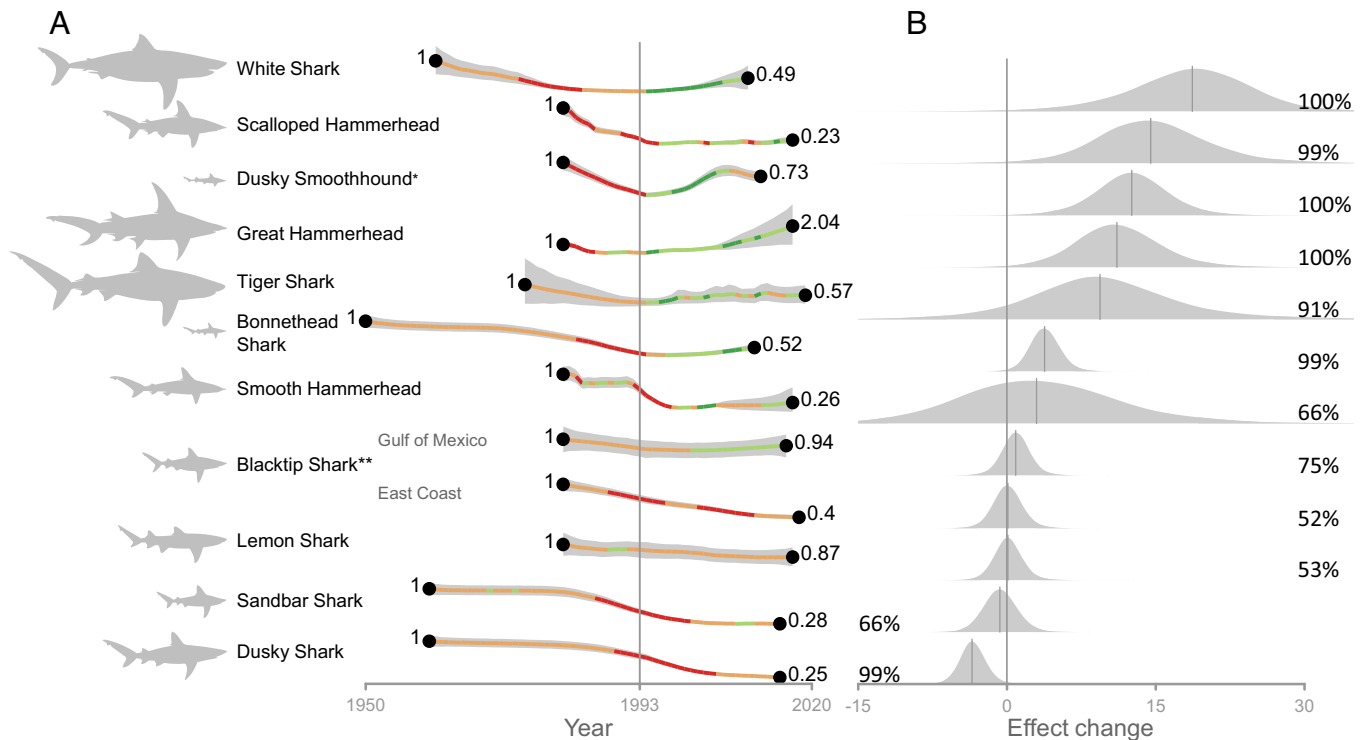 A
B
White Shark
1
0.49
100%
Scalloped Hammerhead
1
0.23
99%
Dusky Smoothhound*
1
0.73
100%
Great Hammerhead
1
2.04
100%
Tiger Shark
1
0.57
91%
Bonnethead
Shark
1
0.52
99%
Smooth Hammerhead
1
0.26
66%
Blacktip Shark**
Gulf of Mexico
1
0.94
75%
East Coast
1
0.4
52%
Lemon Shark
1
0.87
53%
Sandbar Shark
1
0.28
66%
Dusky Shark
1
0.25
99%
1950
1993
2020
Year
-15
0
15
30
Effect change